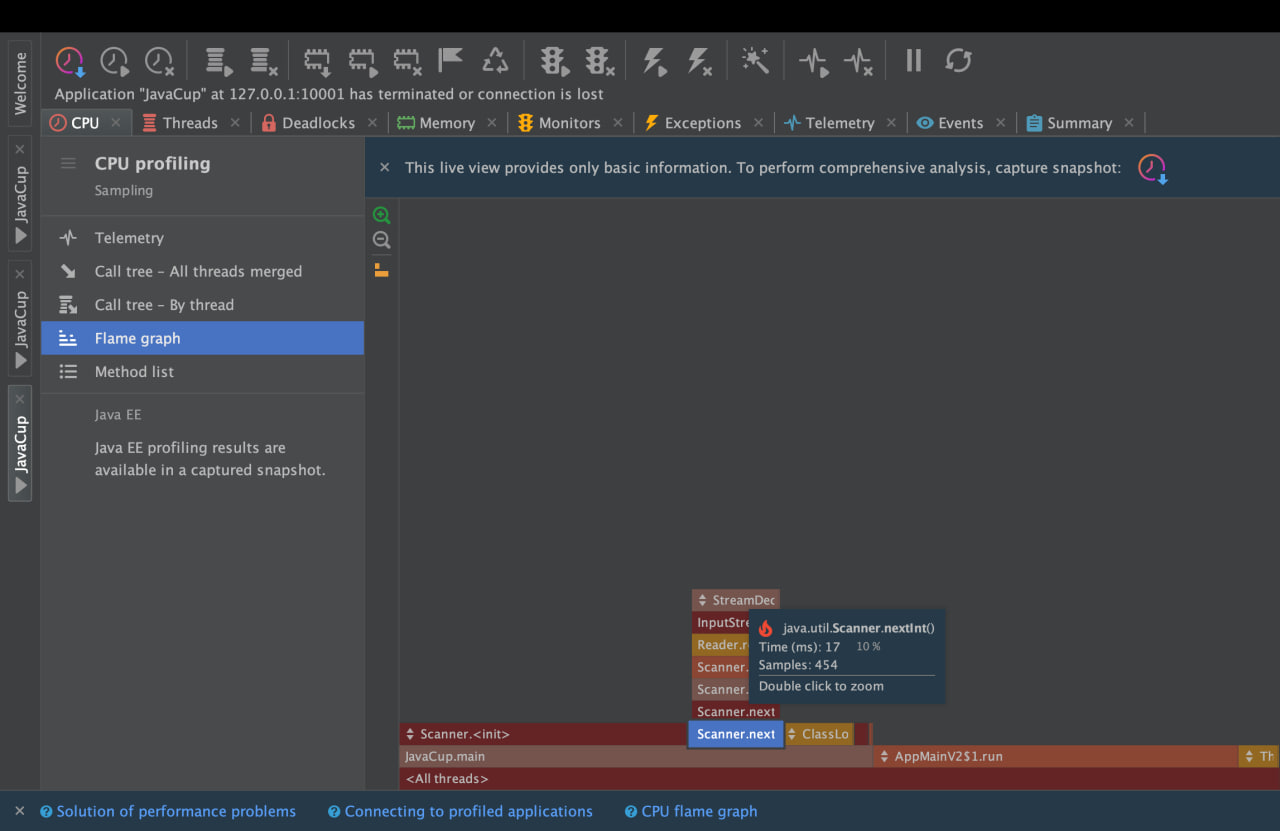 Application "JavaCup" at 127.0.0.1:10001 has terminated or connection is lost
Welcome
JavaCup
JavaCup
JavaCup
CPU Threads Deadlocks Memory Monitors Exceptions Telemetry Events Summary
CPU profiling
Sampling
Telemetry
Call tree – All threads merged
Call tree – By thread
Flame graph
Method list
Java EE
Java EE profiling results are
available in a captured snapshot.
This live view provides only basic information. To perform comprehensive analysis, capture snapshot:
StreamDec
InputStre
Reader.r
Scanner.
Scanner.
Scanner.next
java.util.Scanner.nextInt()
Time (ms): 17 10 %
Samples: 454
Double click to zoom
Scanner.<init> Scanner.next ClassLo
JavaCup.main AppMainV2$1.run Th
<All threads>
Solution of performance problems Connecting to profiled applications CPU flame graph